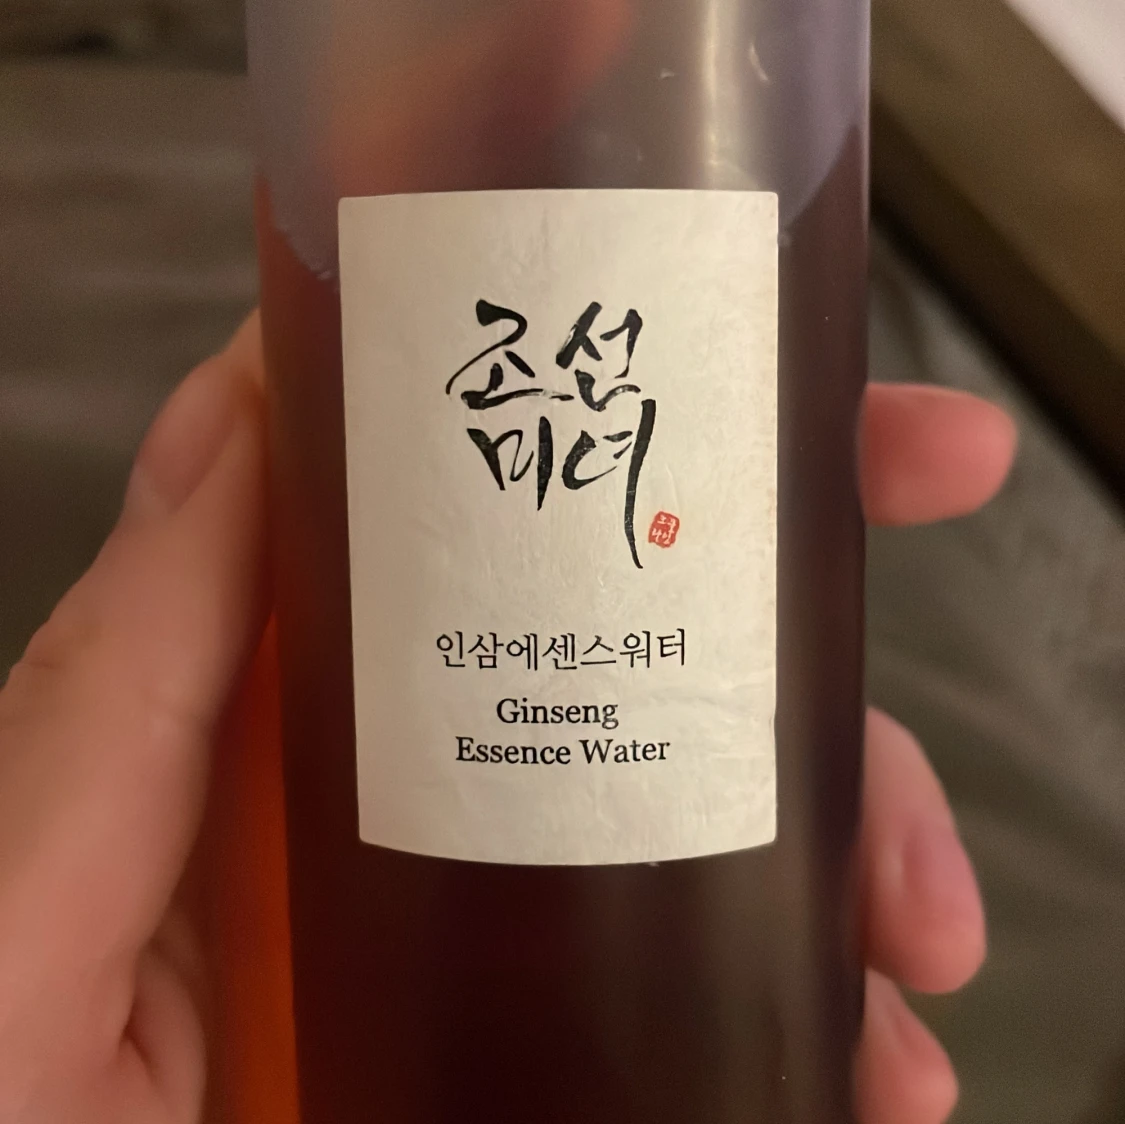 조선
미녀
인삼에센스워터
Ginseng
Essence Water